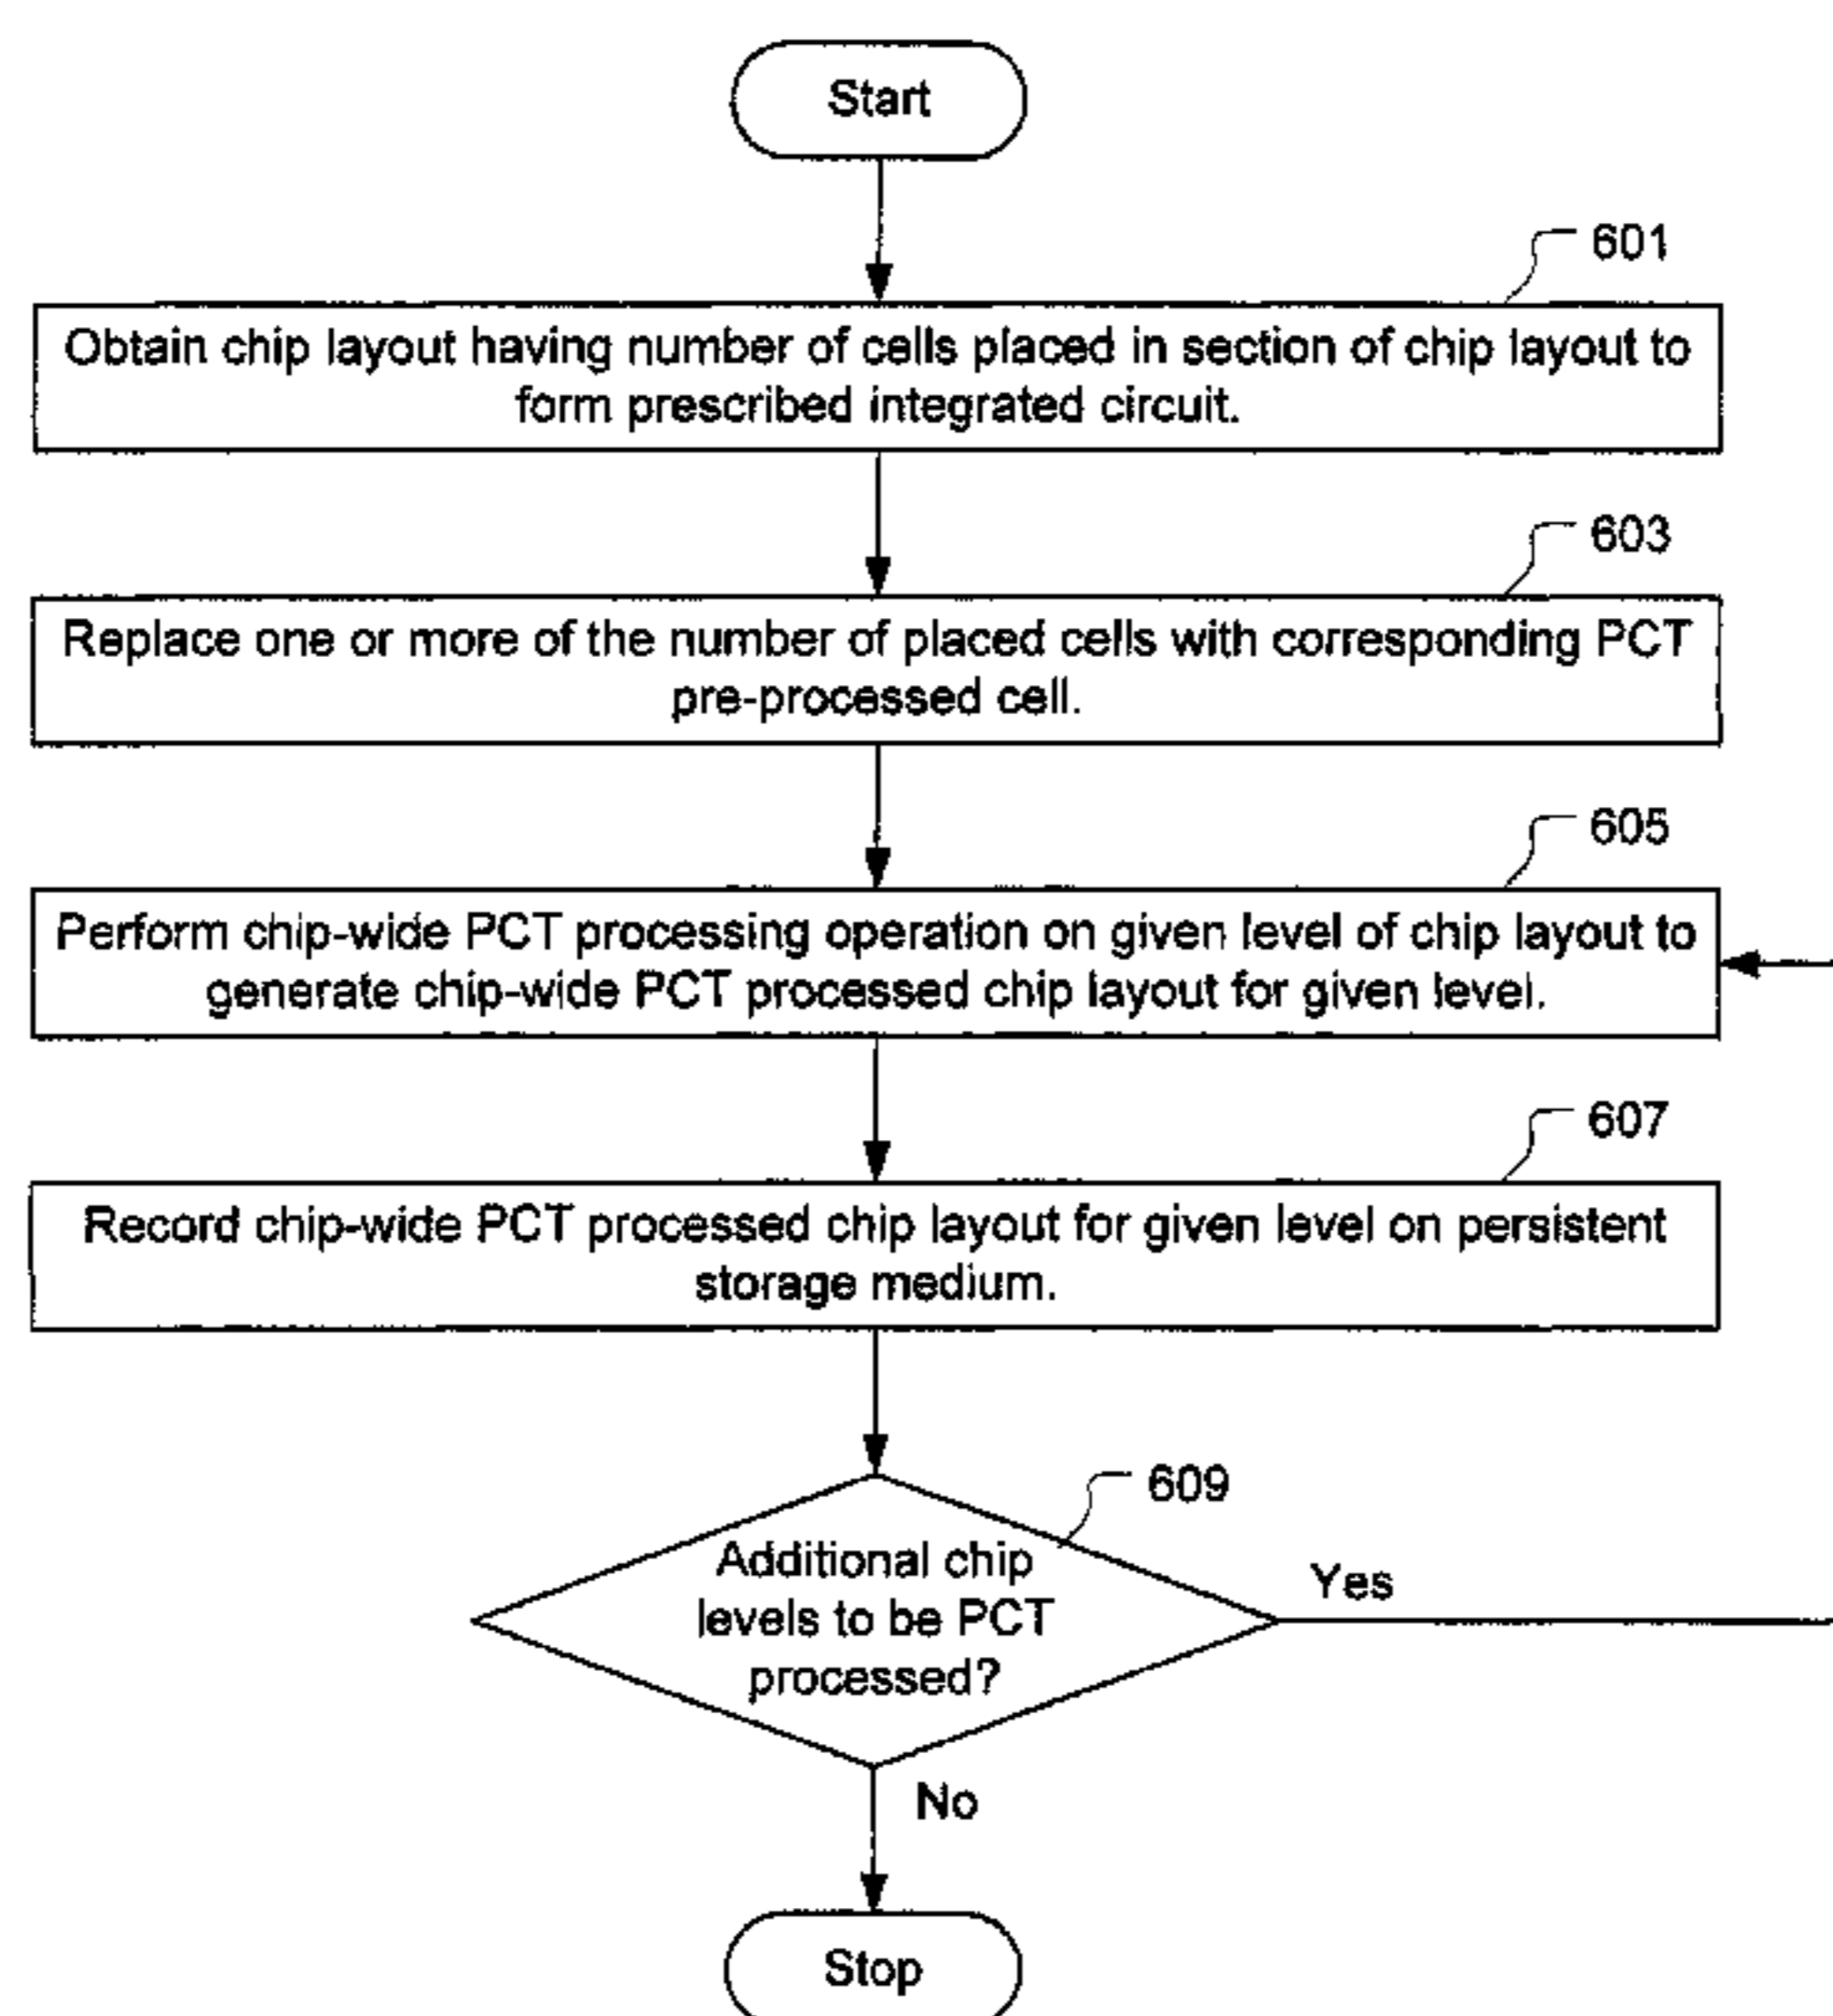 Start
601
Obtain chip layout having number of cells placed in section of chip layout to
form prescribed integrated circuit.
603
Replace one or more of the number of placed cells with corresponding PCT
pre-processed cell.
605
Perform chip-wide PCT processing operation on given level of chip layout to
generate chip-wide PCT processed chip layout for given level.
607
Record chip-wide PCT processed chip layout for given level on persistent
storage medium.
609
Additional chip
levels to be PCT
processed?
Yes
No
Stop